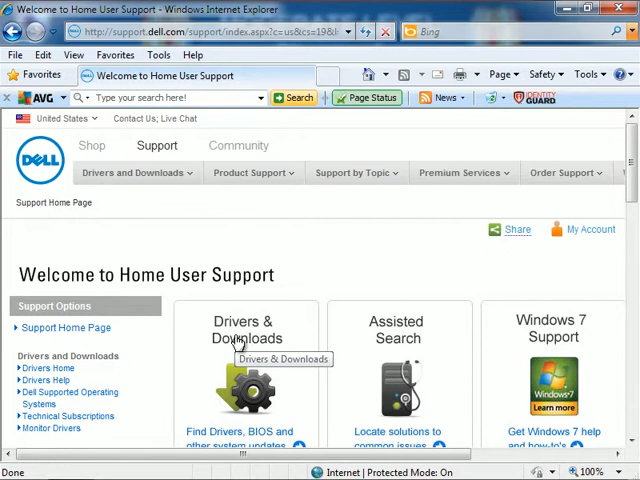 Welcome to Home User Support - Windows Internet Explorer
http://support.dell.com/support/index.aspx?c=us&cs=19&l
Bing
File Edit View Favorites Tools Help
Favorites Welcome to Home User Support Page Safety Tools
AVG Type your search here! Search Page Status News IDENTITY GUARD
United States Contact Us; Live Chat
DELL
Shop Support Community
Drivers and Downloads Product Support Support by Topic Premium Services Order Support
Support Home Page
Share My Account
Welcome to Home User Support
Support Options
Support Home Page
Drivers and Downloads
Drivers Home
Drivers Help
Dell Supported Operating
Systems
Technical Subscriptions
Monitor Drivers
Drivers &
Downloads
Drivers & Downloads
Find Drivers, BIOS and
other system updates
Assisted
Search
Locate solutions to
common issues
Windows 7
Support
Learn more
Get Windows 7 help
and how-to's
Done Internet | Protected Mode: On 100%